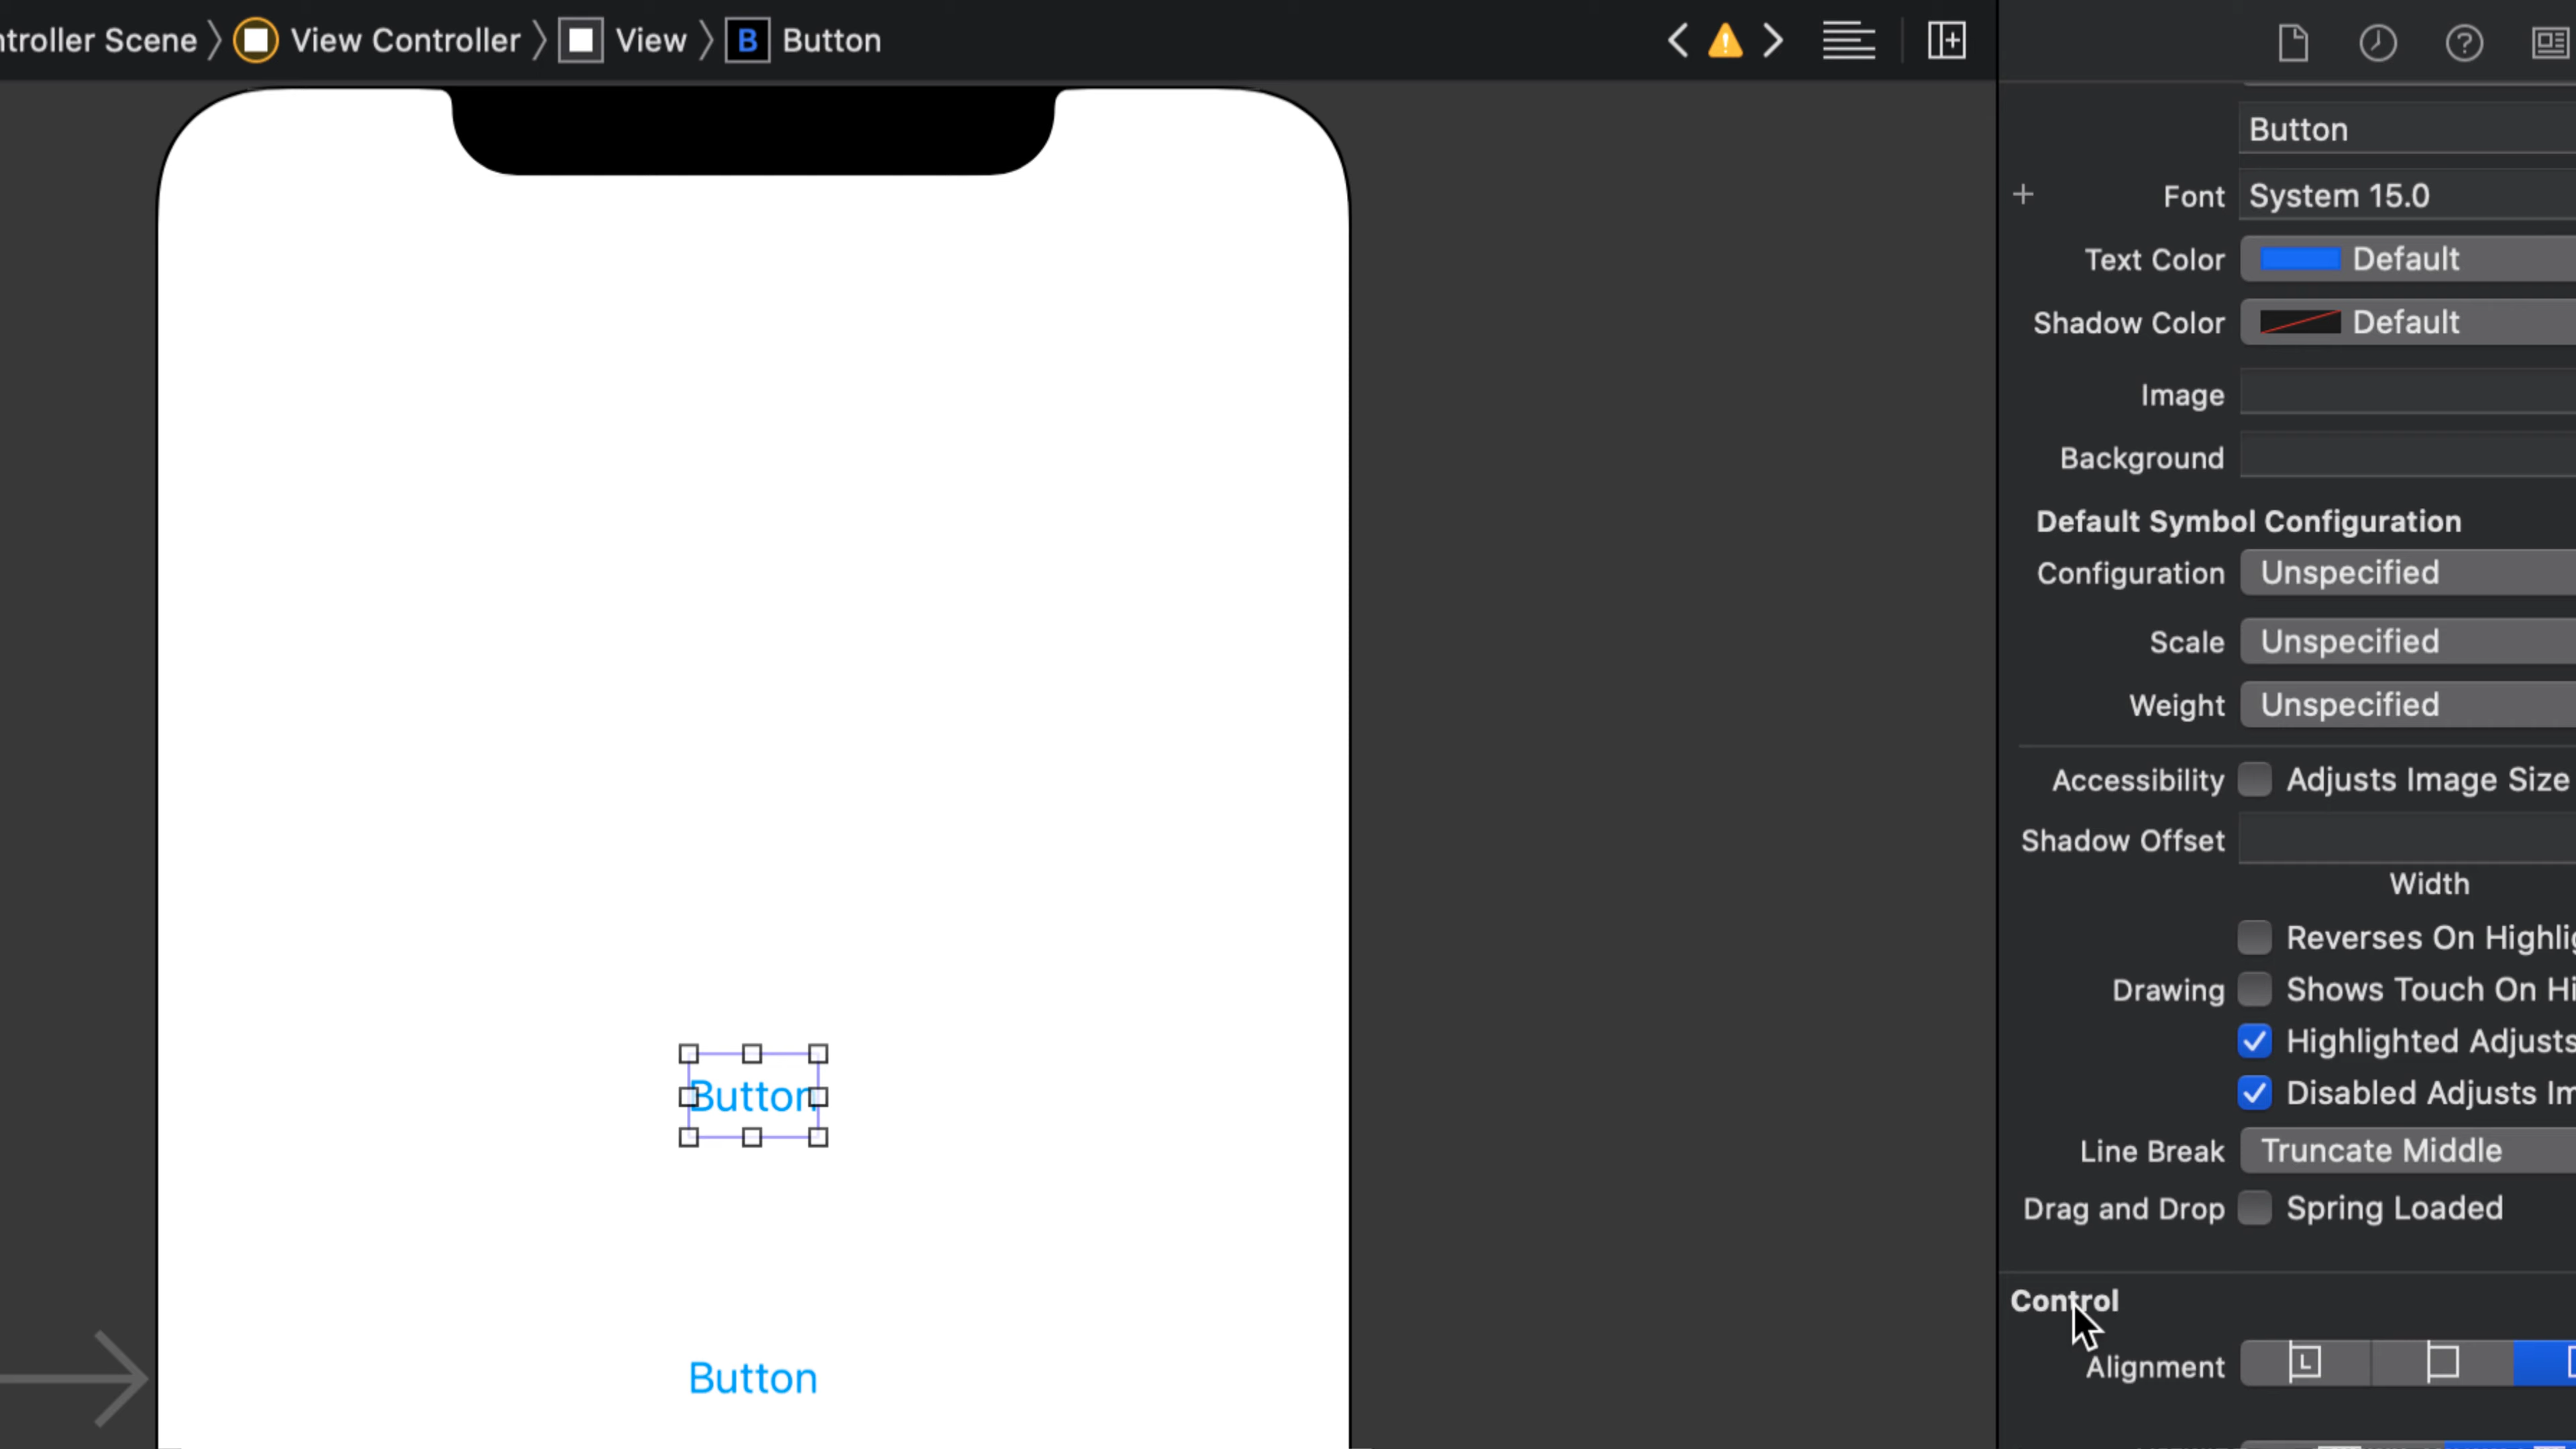 ntroller Scene 〉 View Controller 〉 View 〉 B Button
Button
Font System 15.0
Text Color Default
Shadow Color Default
Image
Background
Default Symbol Configuration
Configuration Unspecified
Scale Unspecified
Weight Unspecified
Accessibility Adjusts Image Size
Shadow Offset
Width
Reverses On Highlig
Drawing Shows Touch On Hi
Highlighted Adjusts
Disabled Adjusts Im
Line Break Truncate Middle
Drag and Drop Spring Loaded
Control
Alignment L
Button
Button